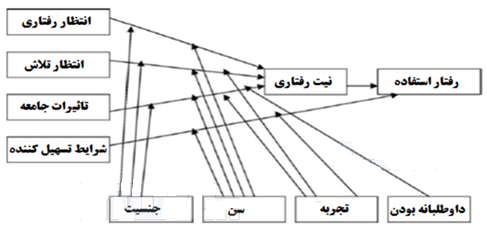 انتظار رفتاری
انتظار تلاش
تاثیرات جامعه
شرایط تسهیل کننده
نیت رفتاری
رفتار استفاده
جنسیت
سن
تجربه
داوطلبانه بودن